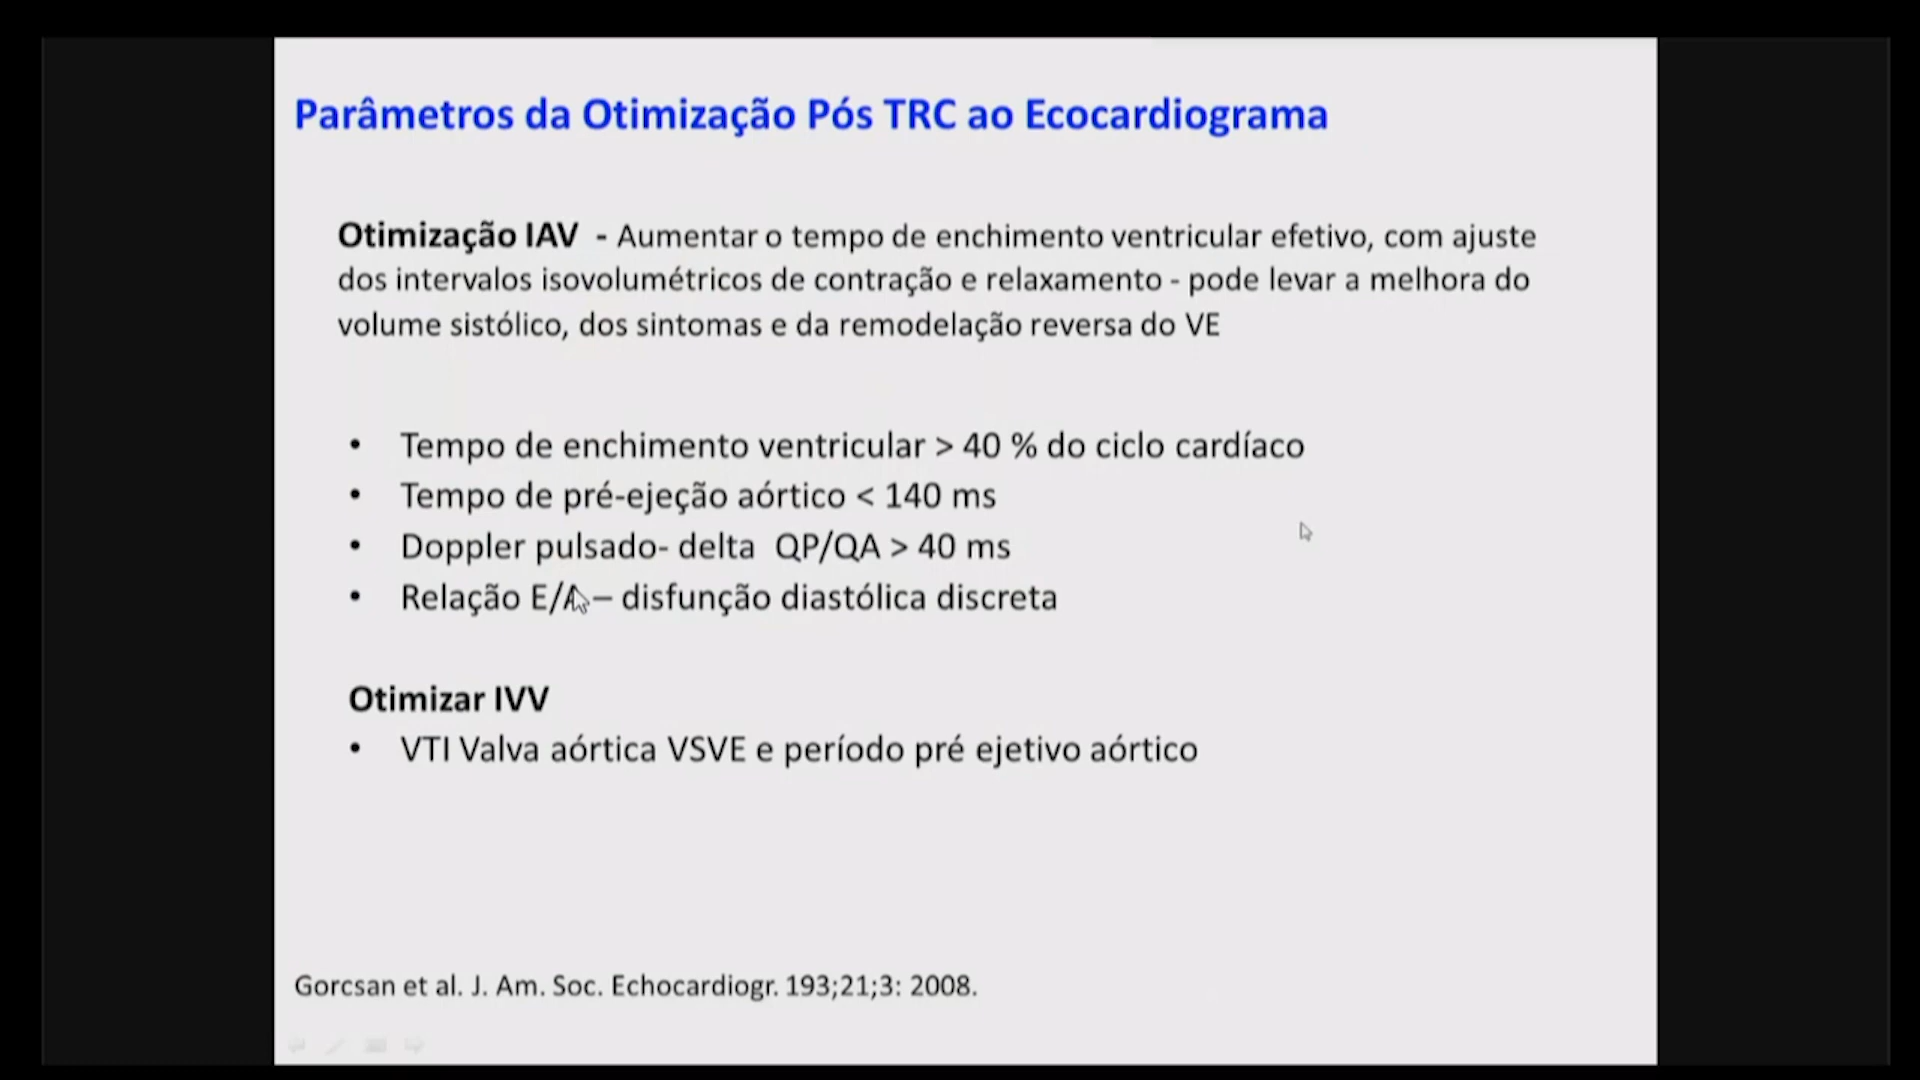 Parâmetros da Otimização Pós TRC ao Ecocardiograma
Otimização IAV - Aumentar o tempo de enchimento ventricular efetivo, com ajuste
dos intervalos isovolumétricos de contração e relaxamento - pode levar a melhora do
volume sistólico, dos sintomas e da remodelação reversa do VE
• Tempo de enchimento ventricular > 40 % do ciclo cardíaco
• Tempo de pré-ejeção aórtico < 140 ms
• Doppler pulsado- delta QP/QA > 40 ms
• Relação E/A – disfunção diastólica discreta
Otimizar IVV
• VTI Valva aórtica VSVE e período pré ejetivo aórtico
Gorcsan et al. J. Am. Soc. Echocardiogr. 193;21;3: 2008.